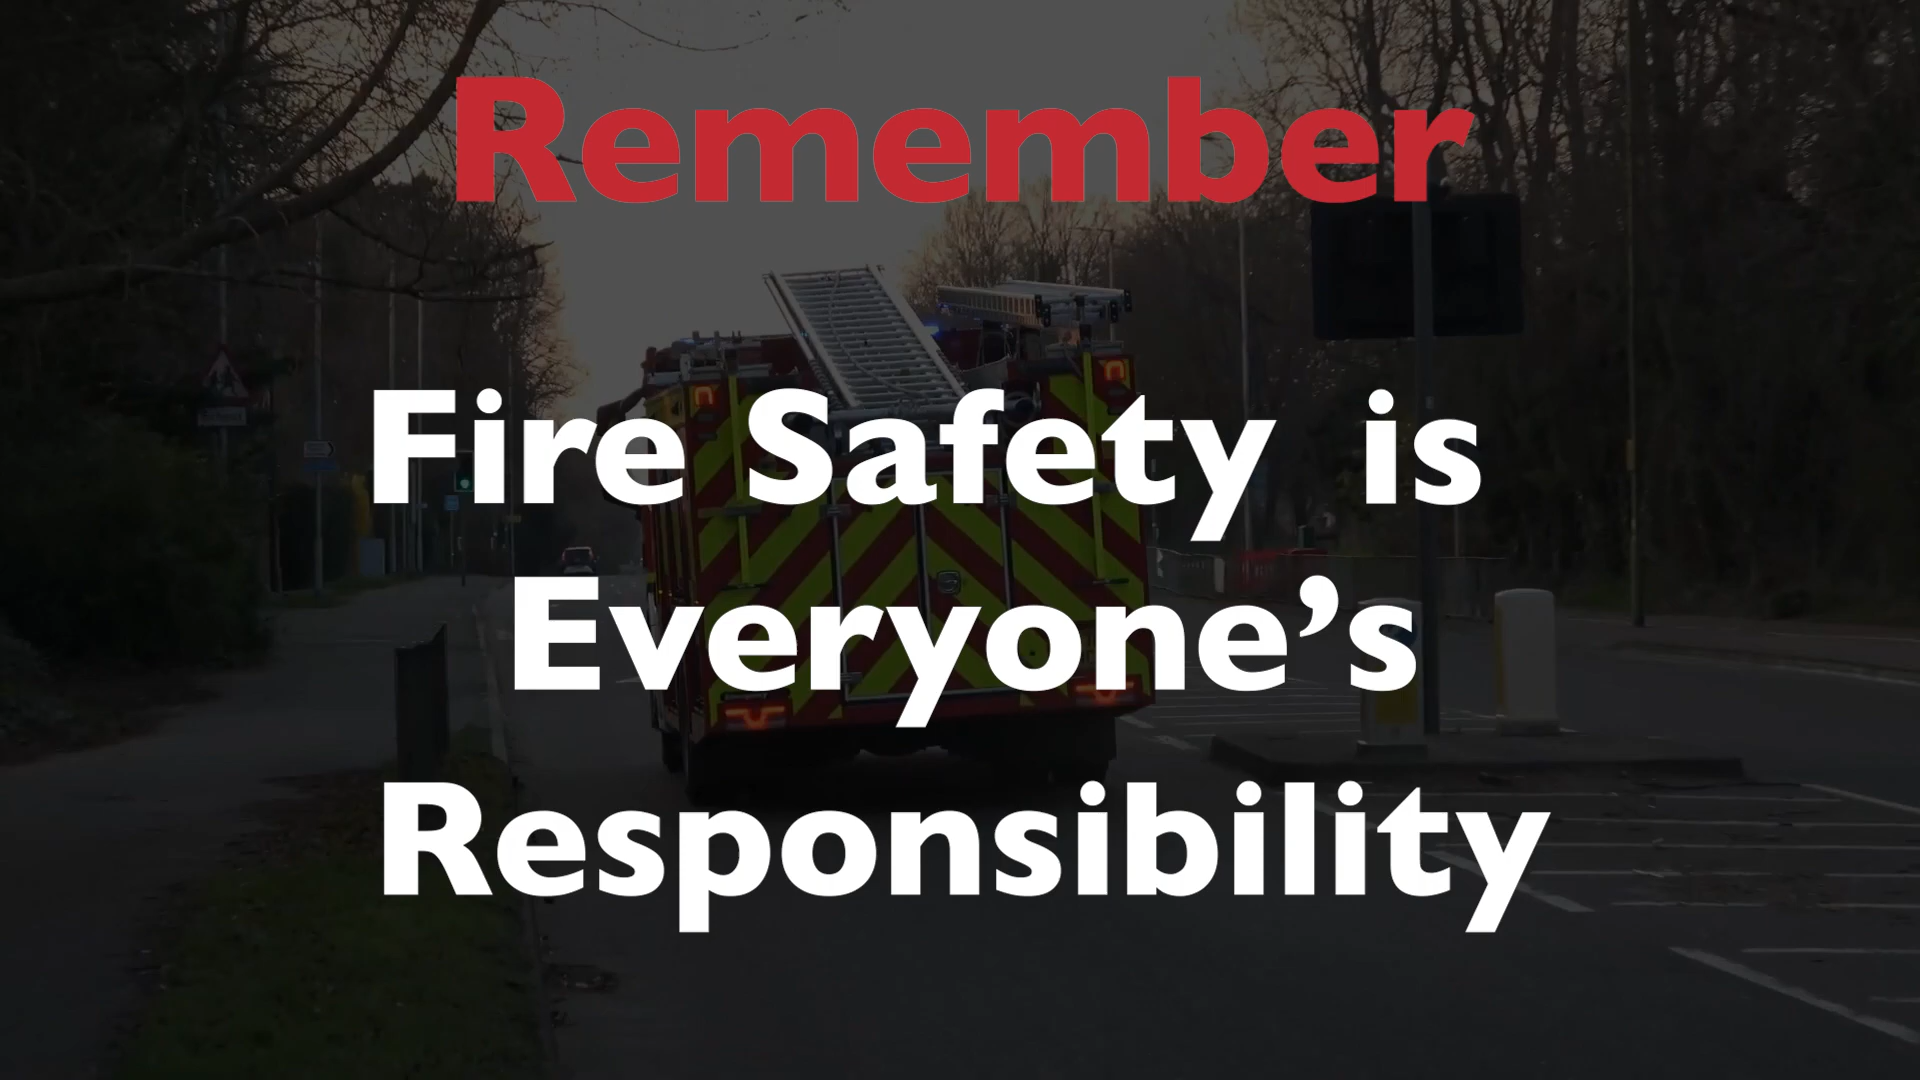 Remember
Fire Safety is
Everyone’s
Responsibility